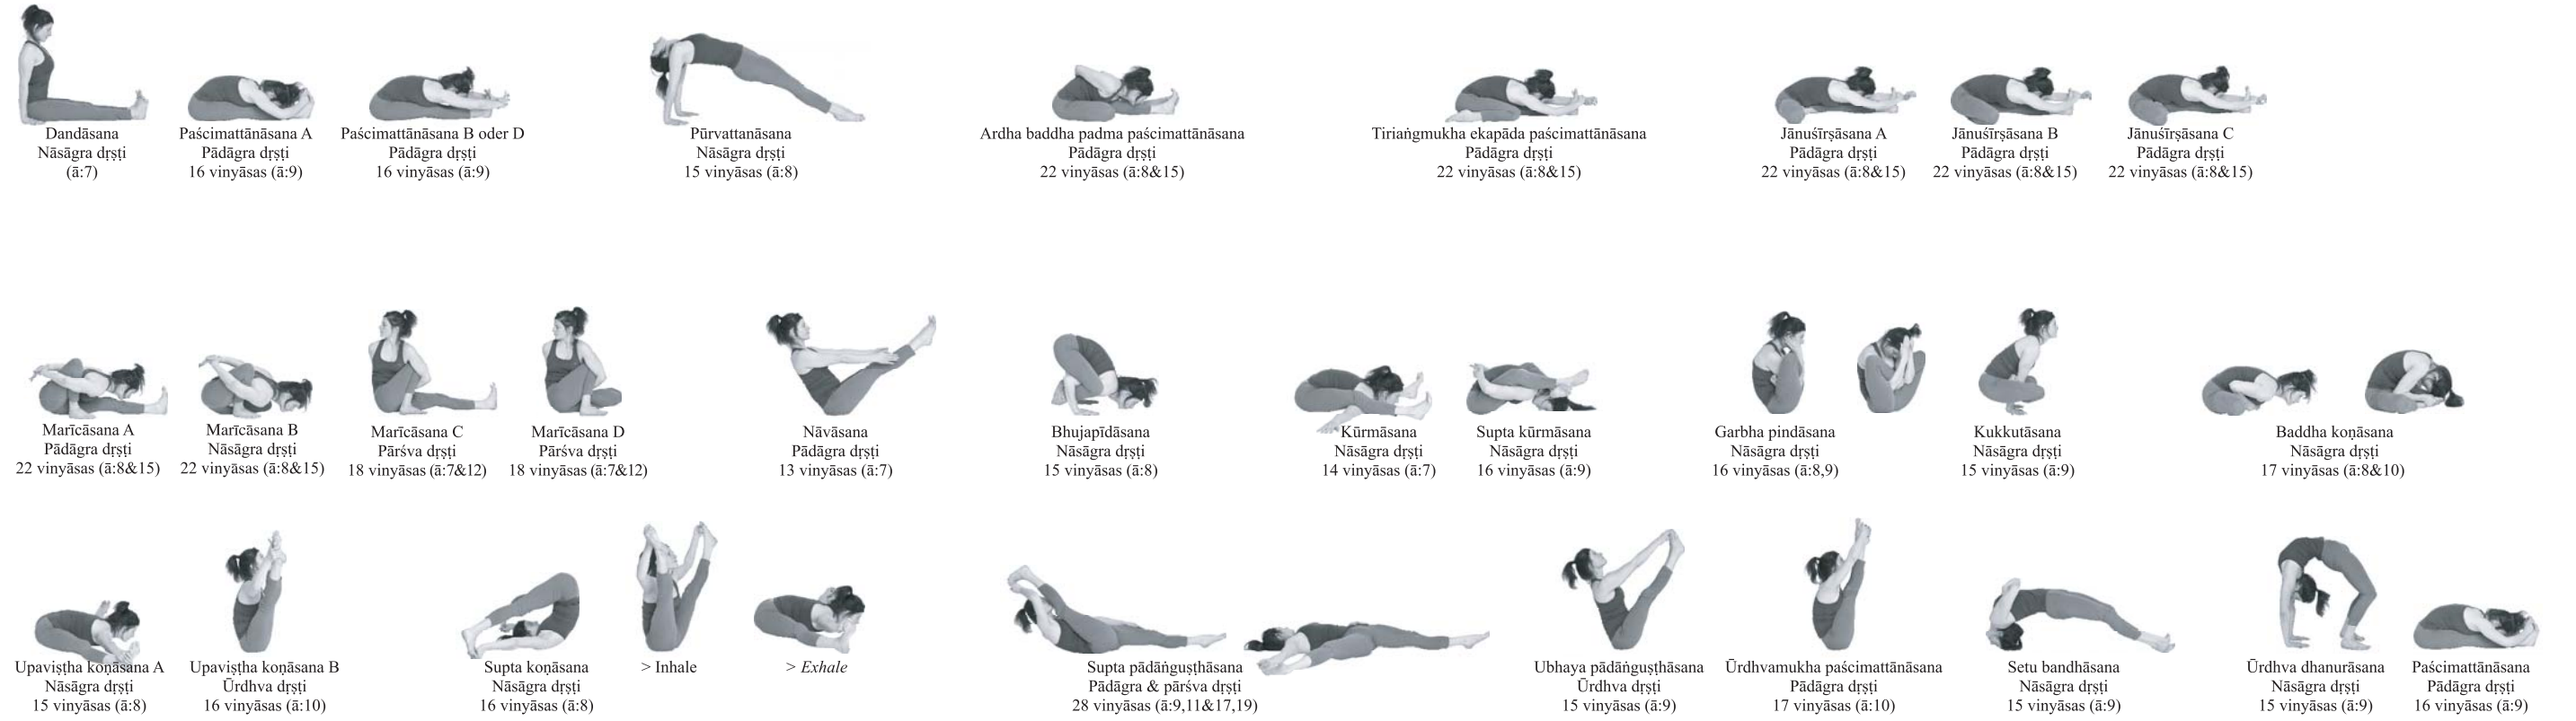 Dandāsana
Nāsāgra dṛṣṭi
(ā:7)
Paścimattānāsana A
Pādāgra dṛṣṭi
16 vinyāsas (ā:9)
Paścimattānāsana B oder D
Pādāgra dṛṣṭi
16 vinyāsas (ā:9)
Pūrvattanāsana
Nāsāgra dṛṣṭi
15 vinyāsas (ā:8)
Ardha baddha padma paścimattānāsana
Pādāgra dṛṣṭi
22 vinyāsas (ā:8&15)
Tiriaṅgmukha ekapāda paścimattānāsana
Pādāgra dṛṣṭi
22 vinyāsas (ā:8&15)
Jānuśīrṣāsana A
Pādāgra dṛṣṭi
22 vinyāsas (ā:8&15)
Jānuśīrṣāsana B
Pādāgra dṛṣṭi
22 vinyāsas (ā:8&15)
Jānuśīrṣāsana C
Pādāgra dṛṣṭi
22 vinyāsas (ā:8&15)
Marīcāsana A
Pādāgra dṛṣṭi
22 vinyāsas (ā:8&15)
Marīcāsana B
Nāsāgra dṛṣṭi
22 vinyāsas (ā:8&15)
Marīcāsana C
Pārśva dṛṣṭi
18 vinyāsas (ā:7&12)
Marīcāsana D
Pārśva dṛṣṭi
18 vinyāsas (ā:7&12)
Nāvāsana
Pādāgra dṛṣṭi
13 vinyāsas (ā:7)
Bhujapīdāsana
Nāsāgra dṛṣṭi
15 vinyāsas (ā:8)
Kūrmāsana
Nāsāgra dṛṣṭi
14 vinyāsas (ā:7)
Supta kūrmāsana
Nāsāgra dṛṣṭi
16 vinyāsas (ā:9)
Garbha pindāsana
Nāsāgra dṛṣṭi
16 vinyāsas (ā:8,9)
Kukkutāsana
Nāsāgra dṛṣṭi
15 vinyāsas (ā:9)
Baddha koṇāsana
Nāsāgra dṛṣṭi
17 vinyāsas (ā:8&10)
Upaviṣṭha koṇāsana A
Nāsāgra dṛṣṭi
15 vinyāsas (ā:8)
Upaviṣṭha koṇāsana B
Ūrdhva dṛṣṭi
16 vinyāsas (ā:10)
Supta koṇāsana
Nāsāgra dṛṣṭi
16 vinyāsas (ā:8)
> Inhale
> Exhale
Supta pādāṅguṣṭhāsana
Pādāgra & pārśva dṛṣṭi
28 vinyāsas (ā:9,11&17,19)
Ubhaya pādāṅguṣṭhāsana
Ūrdhva dṛṣṭi
15 vinyāsas (ā:9)
Ūrdhvamukha paścimattānāsana
Pādāgra dṛṣṭi
17 vinyāsas (ā:10)
Setu bandhāsana
Nāsāgra dṛṣṭi
15 vinyāsas (ā:9)
Ūrdhva dhanurāsana
Nāsāgra dṛṣṭi
15 vinyāsas (ā:9)
Paścimattānāsana
Pādāgra dṛṣṭi
16 vinyāsas (ā:9)